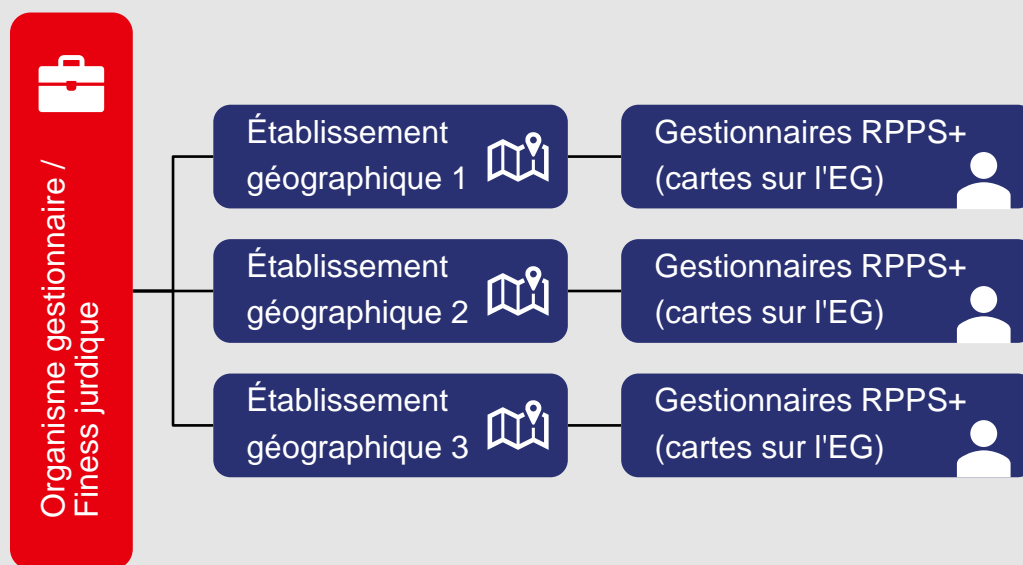 Organisme gestionnaire /
Finess jurdique
Établissement
géographique 1
Gestionnaires RPPS+
(cartes sur l'EG)
Établissement
géographique 2
Gestionnaires RPPS+
(cartes sur l'EG)
Établissement
géographique 3
Gestionnaires RPPS+
(cartes sur l'EG)